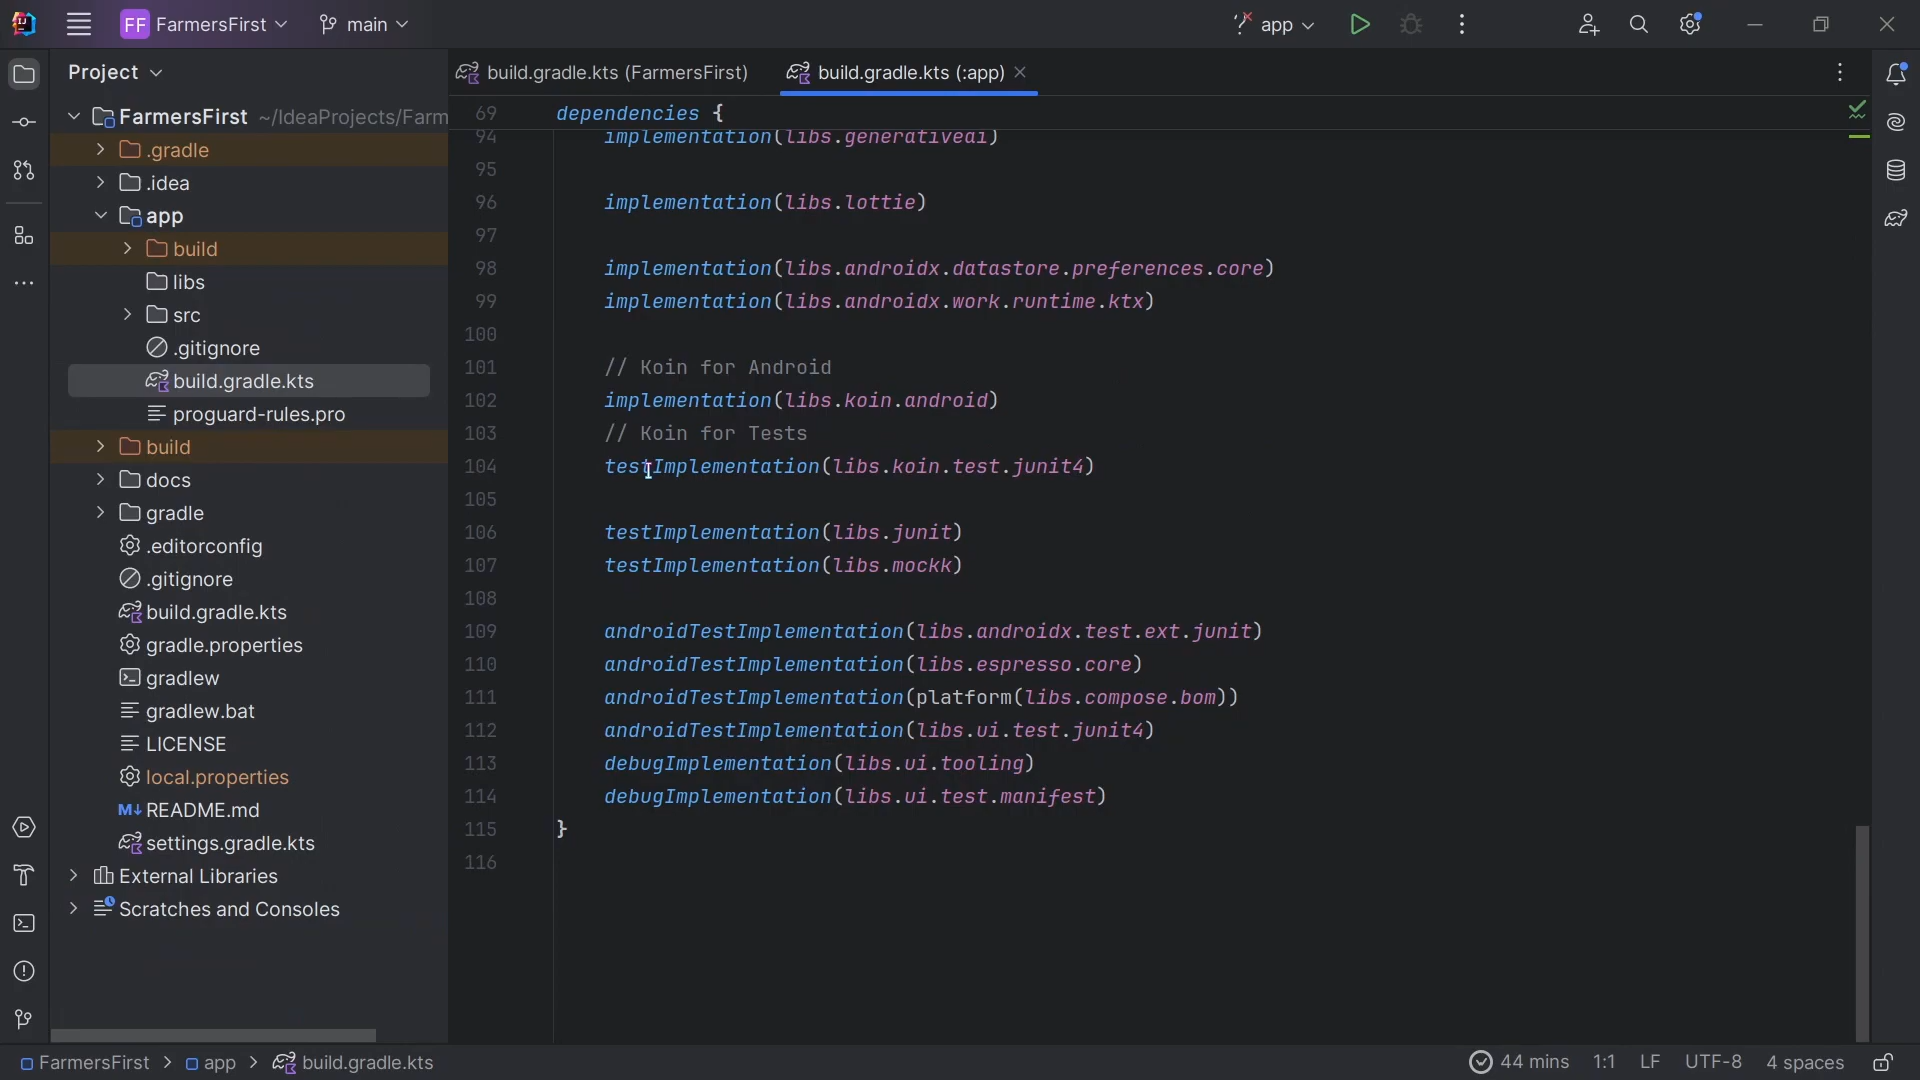 FF FarmersFirst main app
Project
build.gradle.kts (FarmersFirst) build.gradle.kts (:app)
FarmersFirst ~/IdeaProjects/Farm
.gradle
.idea
app
build
libs
src
.gitignore
build.gradle.kts
proguard-rules.pro
build
docs
gradle
.editorconfig
.gitignore
build.gradle.kts
gradle.properties
gradlew
gradlew.bat
LICENSE
local.properties
M↓ README.md
settings.gradle.kts
External Libraries
Scratches and Consoles
69 dependencies {
94 implementation(libs.generativeai)
95
96 implementation(libs.lottie)
97
98 implementation(libs.androidx.datastore.preferences.core)
99 implementation(libs.androidx.work.runtime.ktx)
100
101 // Koin for Android
102 implementation(libs.koin.android)
103 // Koin for Tests
104 testImplementation(libs.koin.test.junit4)
105
106 testImplementation(libs.junit)
107 testImplementation(libs.mockk)
108
109 androidTestImplementation(libs.androidx.test.ext.junit)
110 androidTestImplementation(libs.espresso.core)
111 androidTestImplementation(platform(libs.compose.bom))
112 androidTestImplementation(libs.ui.test.junit4)
113 debugImplementation(libs.ui.tooling)
114 debugImplementation(libs.ui.test.manifest)
115 }
116
FarmersFirst > app > build.gradle.kts 44 mins 1:1 LF UTF-8 4 spaces